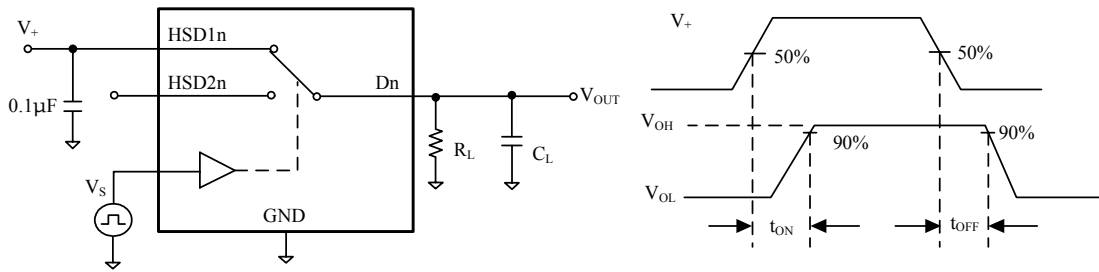 V+
HSD1n
HSD2n
Dn
0.1μF
VOUT
RL
CL
VS
GND
V+
50%
50%
VOH
90%
90%
VOL
tON
tOFF